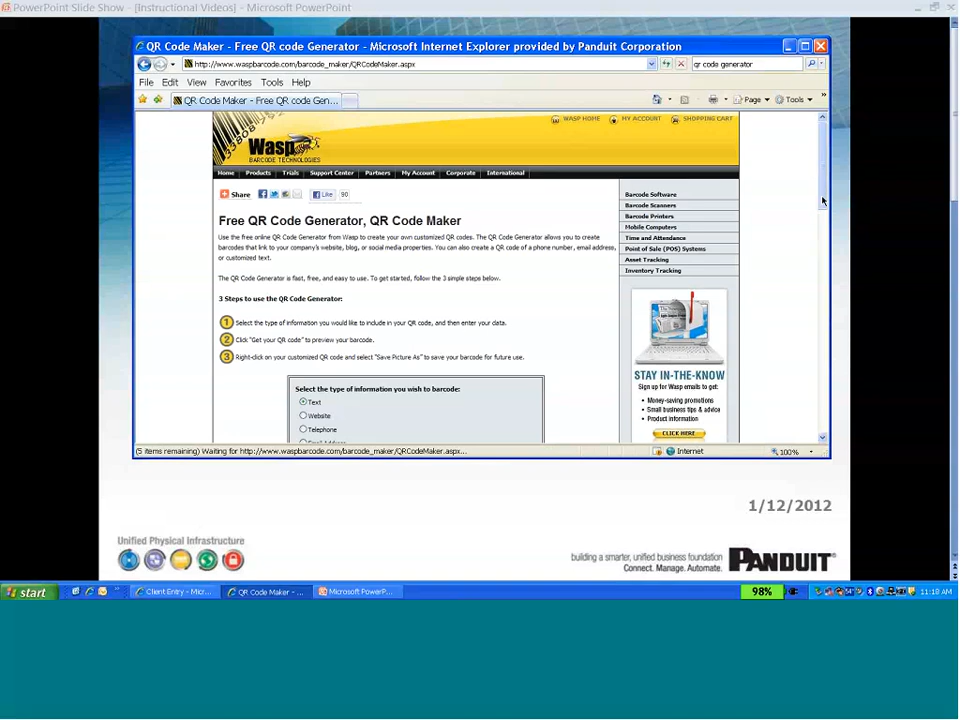 PowerPoint Slide Show - [Instructional Videos] - Microsoft PowerPoint
QR Code Maker - Free QR code Generator - Microsoft Internet Explorer provided by Panduit Corporation
http://www.waspbarcode.com/barcode_maker/QRCodeMaker.aspx
qr code generator
File Edit View Favorites Tools Help
QR Code Maker - Free QR code Gen...
Page Tools
WASP HOME MY ACCOUNT SHOPPING CART
Wasp
BARCODE TECHNOLOGIES
Home Products Trials Support Center Partners My Account Corporate International
Share Like 90
Free QR Code Generator, QR Code Maker
Use the free online QR Code Generator from Wasp to create your own customized QR codes. The QR Code Generator allows you to create
barcodes that link to your company's website, blog, or social media properties. You can also create a QR code of a phone number, email address,
or customized text.
The QR Code Generator is fast, free, and easy to use. To get started, follow the 3 simple steps below.
3 Steps to use the QR Code Generator:
1 Select the type of information you would like to include in your QR code, and then enter your data.
2 Click "Get your QR code" to preview your barcode.
3 Right-click on your customized QR code and select "Save Picture As" to save your barcode for future use.
Select the type of information you wish to barcode:
Text
Website
Telephone
Barcode Software
Barcode Scanners
Barcode Printers
Mobile Computers
Time and Attendance
Point of Sale (POS) Systems
Asset Tracking
Inventory Tracking
STAY IN-THE-KNOW
Sign up for Wasp emails to get:
• Money-saving promotions
• Small business tips & advice
• Product information
CLICK HERE
(5 items remaining) Waiting for http://www.waspbarcode.com/barcode_maker/QRCodeMaker.aspx...
Internet
100%
1/12/2012
Unified Physical Infrastructure
building a smarter, unified business foundation
Connect. Manage. Automate.
PANDUIT
start
Client Entry - Micr...
QR Code Maker - ...
Microsoft PowerP...
98%
11:19 AM